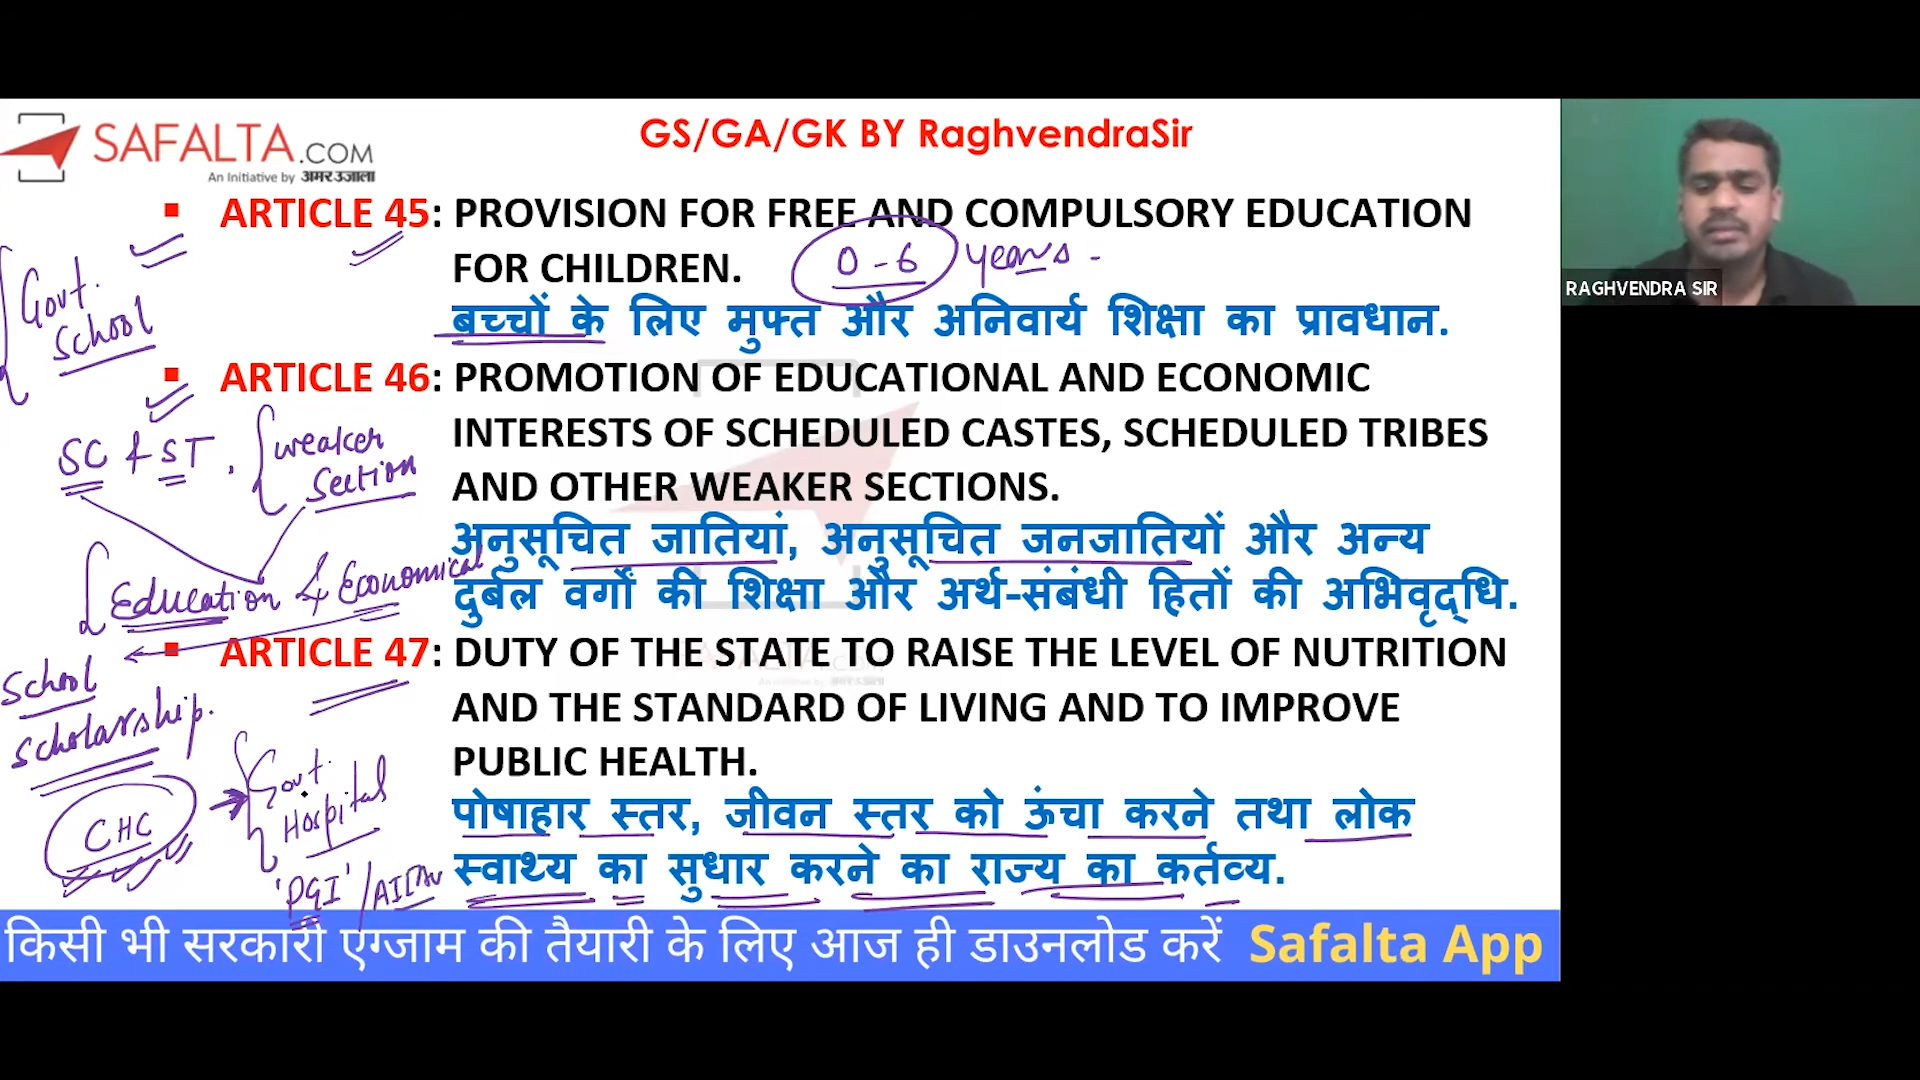 SAFALTA.COM
An Initiative by अमर उजाला
GS/GA/GK BY RaghvendraSir
ARTICLE 45: PROVISION FOR FREE AND COMPULSORY EDUCATION
FOR CHILDREN. 0-6 years -
बच्चों के लिए मुफ्त और अनिवार्य शिक्षा का प्रावधान.
Govt.
School
ARTICLE 46: PROMOTION OF EDUCATIONAL AND ECONOMIC
INTERESTS OF SCHEDULED CASTES, SCHEDULED TRIBES
AND OTHER WEAKER SECTIONS.
अनुसूचित जातियां, अनुसूचित जनजातियों और अन्य
दुर्बल वर्गों की शिक्षा और अर्थ-संबंधी हितों की अभिवृद्धि.
SC & ST, weaker
Section
Education & Economical
ARTICLE 47: DUTY OF THE STATE TO RAISE THE LEVEL OF NUTRITION
AND THE STANDARD OF LIVING AND TO IMPROVE
PUBLIC HEALTH.
पोषाहार स्तर, जीवन स्तर को ऊंचा करने तथा लोक
स्वाथ्य का सुधार करने का राज्य का कर्तव्य.
School
Scholarship.
CHC
Govt.
Hospital
'PGI' /
किसी भी सरकारी एग्जाम की तैयारी के लिए आज ही डाउनलोड करें Safalta App
RAGHVENDRA SIR